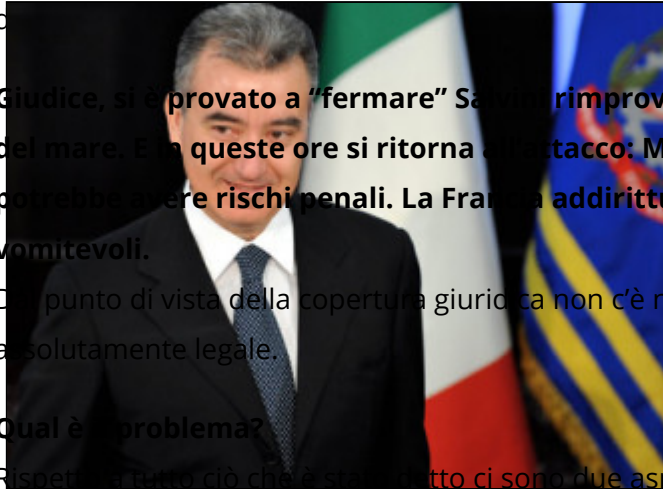 Giudice, si è provato a “fermare” Salvini rimprov
del mare. E in queste ore si ritorna all’attacco: M
potrebbe avere rischi penali. La Francia addirittu
vomitevoli.
punto di vista della copertura giuridica non c’è
assolutamente legale.
Qual è il problema?
Rispetto a tutto ciò che è stato detto ci sono due as